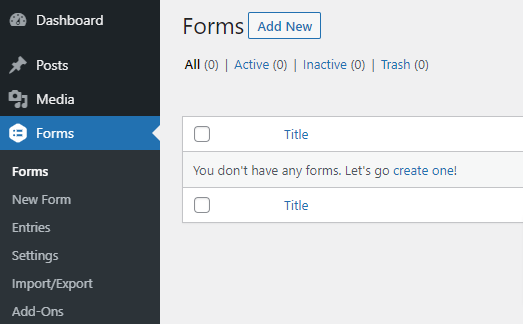 Dashboard
Posts
Media
Forms
Forms
New Form
Entries
Settings
Import/Export
Add-Ons
Forms Add New
All (0) | Active (0) | Inactive (0) | Trash (0)
Title
You don't have any forms. Let's go create one!
Title